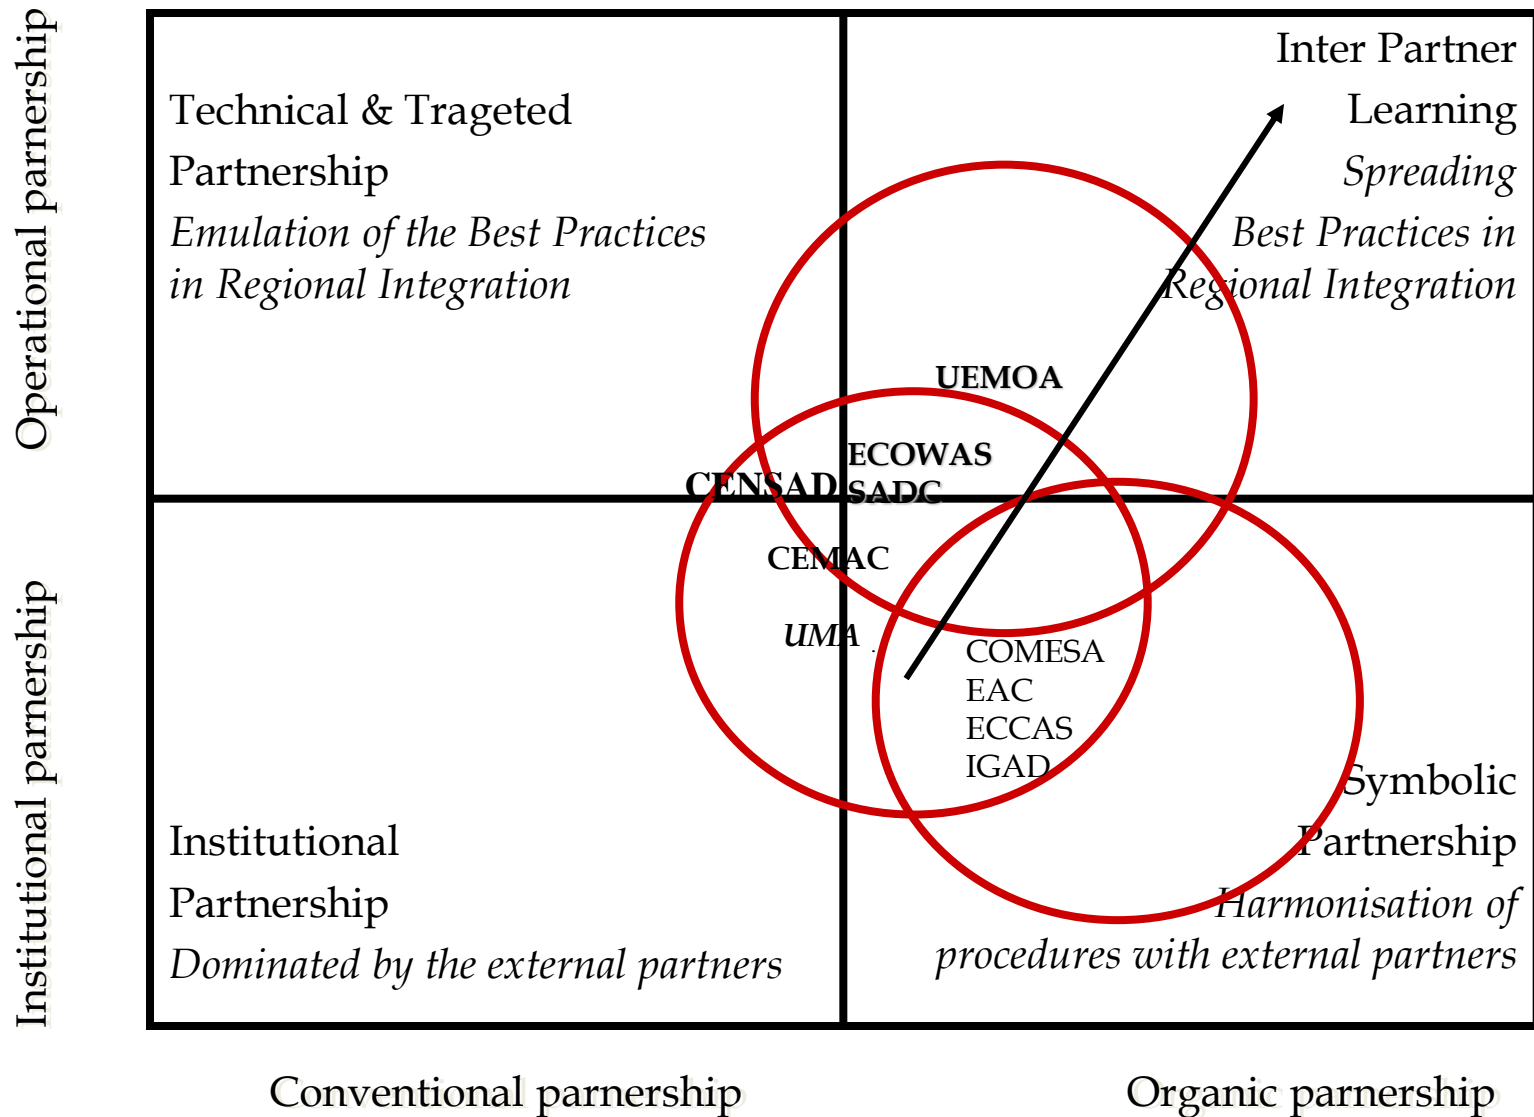 Operational parnership
Technical & Trageted
Partnership
Emulation of the Best Practices
in Regional Integration
Inter Partner
Learning
Spreading
Best Practices in
Regional Integration
UEMOA
ECOWAS
CENSAD
SADC
CEMAC
UMA .
COMESA
EAC
ECCAS
IGAD
Institutional parnership
Institutional
Partnership
Dominated by the external partners
Symbolic
Partnership
Harmonisation of
procedures with external partners
Conventional parnership
Organic parnership